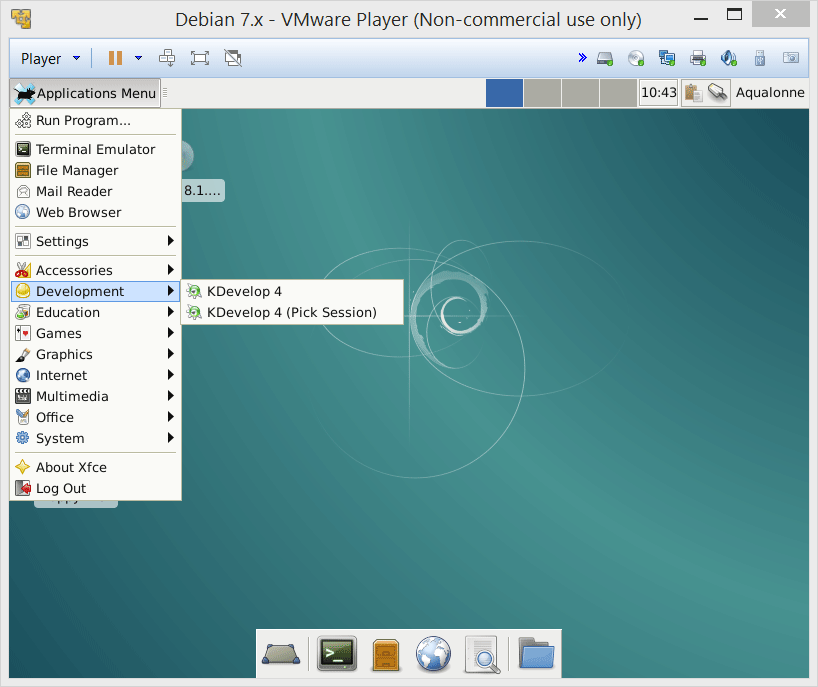 Debian 7.x - VMware Player (Non-commercial use only)
Player
Applications Menu
10:43
Aqualonne
Run Program...
Terminal Emulator
File Manager
Mail Reader
8.1....
Web Browser
Settings
Accessories
Development
KDevelop 4
Education
KDevelop 4 (Pick Session)
Games
Graphics
Internet
Multimedia
Office
System
About Xfce
Log Out